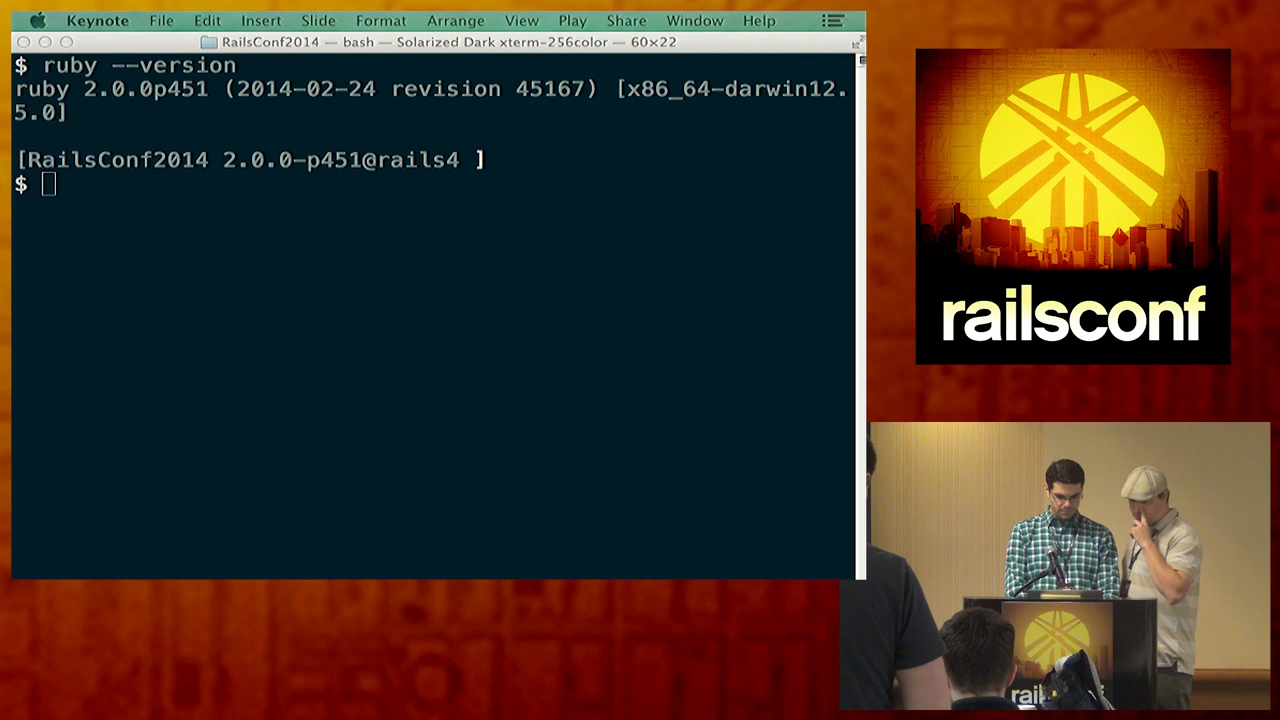 Keynote File Edit Insert Slide Format Arrange View Play Share Window Help
RailsConf2014 — bash — Solarized Dark xterm-256color — 60×22
$ ruby --version
ruby 2.0.0p451 (2014-02-24 revision 45167) [x86_64-darwin12.
5.0]
[RailsConf2014 2.0.0-p451@rails4 ]
$
railsconf